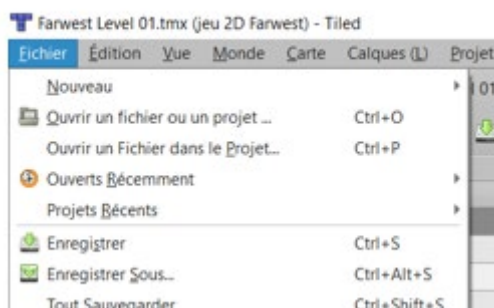 Farwest Level 01.tmx (jeu 2D Farwest) - Tiled
Fichier Édition Vue Monde Carte Calques (L) Projet
Nouveau
01
Ouvrir un fichier ou un projet ... Ctrl+O
Ouvrir un Fichier dans le Projet... Ctrl+P
Ouverts Récemment
Projets Récents
Enregistrer Ctrl+S
Enregistrer Sous... Ctrl+Alt+S
Tout Sauvegarder Ctrl+Shift+S